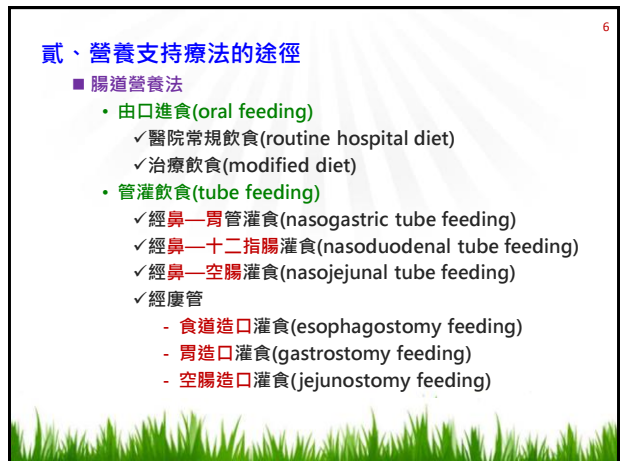 6
貳、營養支持療法的途徑
■ 腸道營養法
• 由口進食(oral feeding)
✓醫院常規飲食(routine hospital diet)
✓治療飲食(modified diet)
• 管灌飲食(tube feeding)
✓經鼻—胃管灌食(nasogastric tube feeding)
✓經鼻—十二指腸灌食(nasoduodenal tube feeding)
✓經鼻—空腸灌食(nasojejunal tube feeding)
✓經廔管
- 食道造口灌食(esophagostomy feeding)
- 胃造口灌食(gastrostomy feeding)
- 空腸造口灌食(jejunostomy feeding)